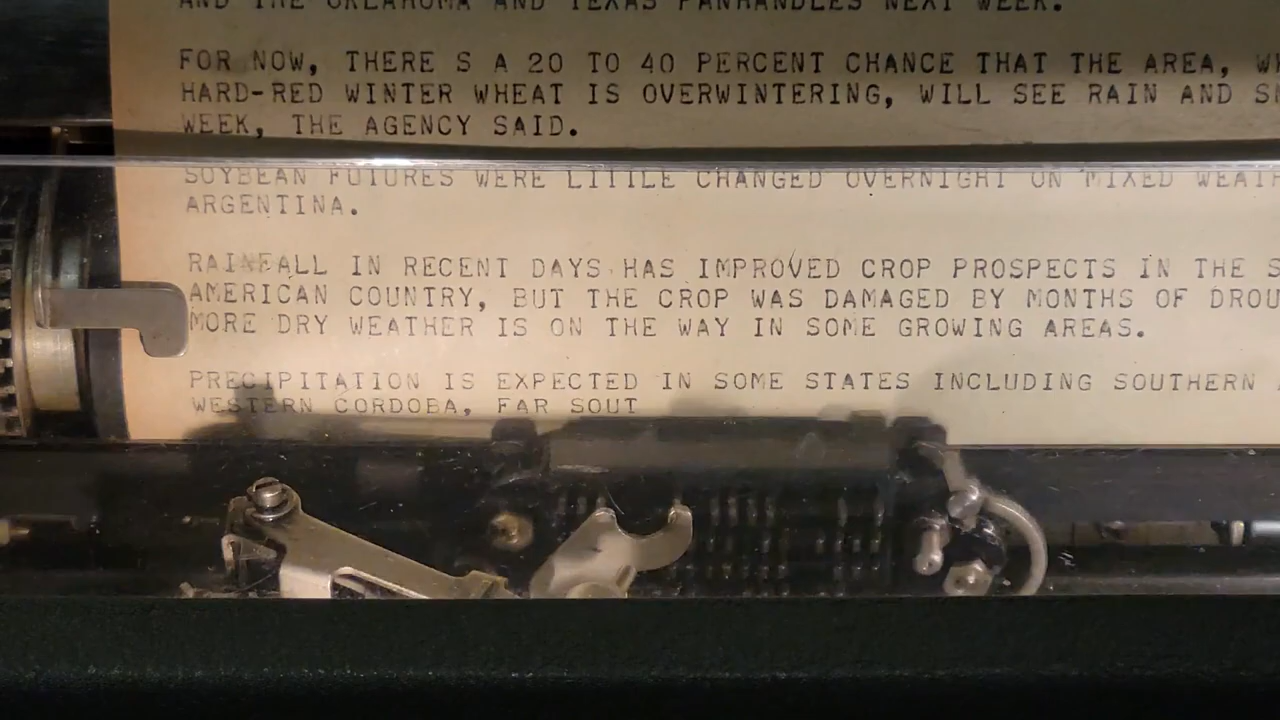 AND THE OKLAHOMA AND TEXAS PANHANDLES NEXT WEEK.
FOR NOW, THERE S A 20 TO 40 PERCENT CHANCE THAT THE AREA,
HARD-RED WINTER WHEAT IS OVERWINTERING, WILL SEE RAIN AND
WEEK, THE AGENCY SAID.
SOYBEAN FUTURES WERE LITTLE CHANGED OVERNIGHT ON MIXED
ARGENTINA.
RAINFALL IN RECENT DAYS HAS IMPROVED CROP PROSPECTS IN THE
AMERICAN COUNTRY, BUT THE CROP WAS DAMAGED BY MONTHS OF
MORE DRY WEATHER IS ON THE WAY IN SOME GROWING AREAS.
PRECIPITATION IS EXPECTED IN SOME STATES INCLUDING SOUTHERN
WESTERN CORDOBA, FAR SOUT